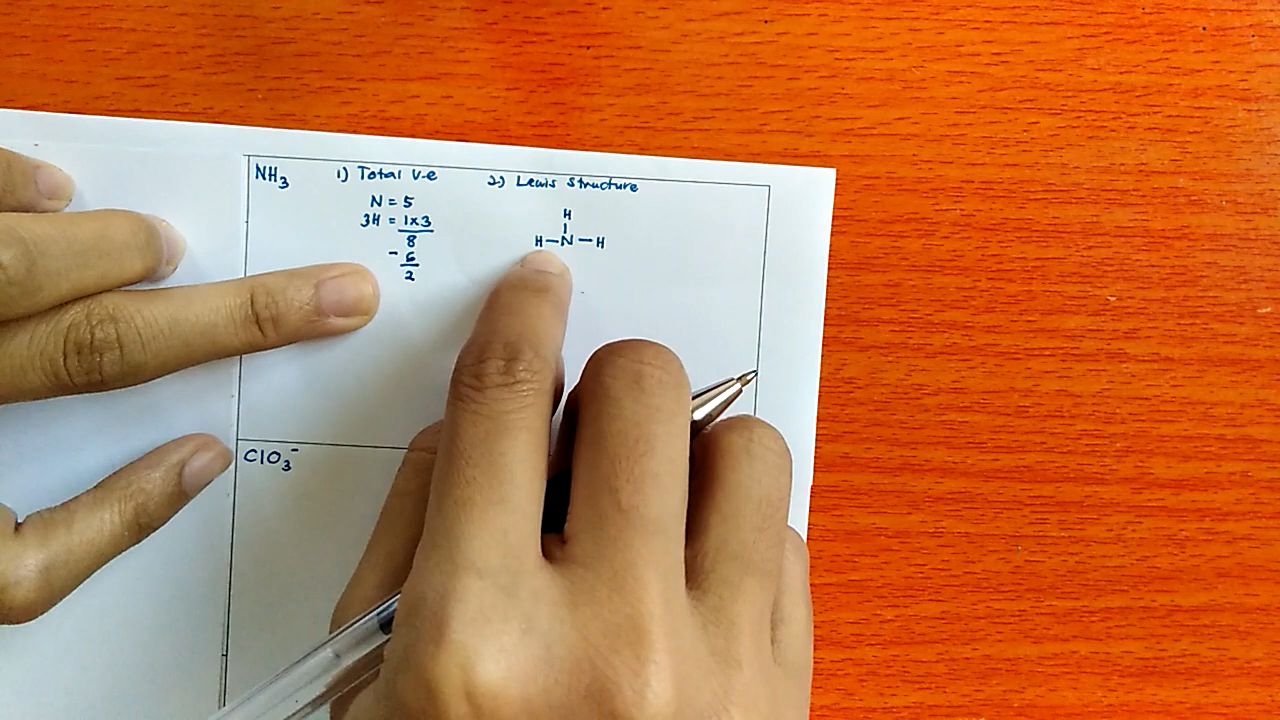 NH3 1) Total v.e 2) Lewis Structure
N = 5
3H = 1x3
8
- 6
2
H
|
H-N-H
ClO3-